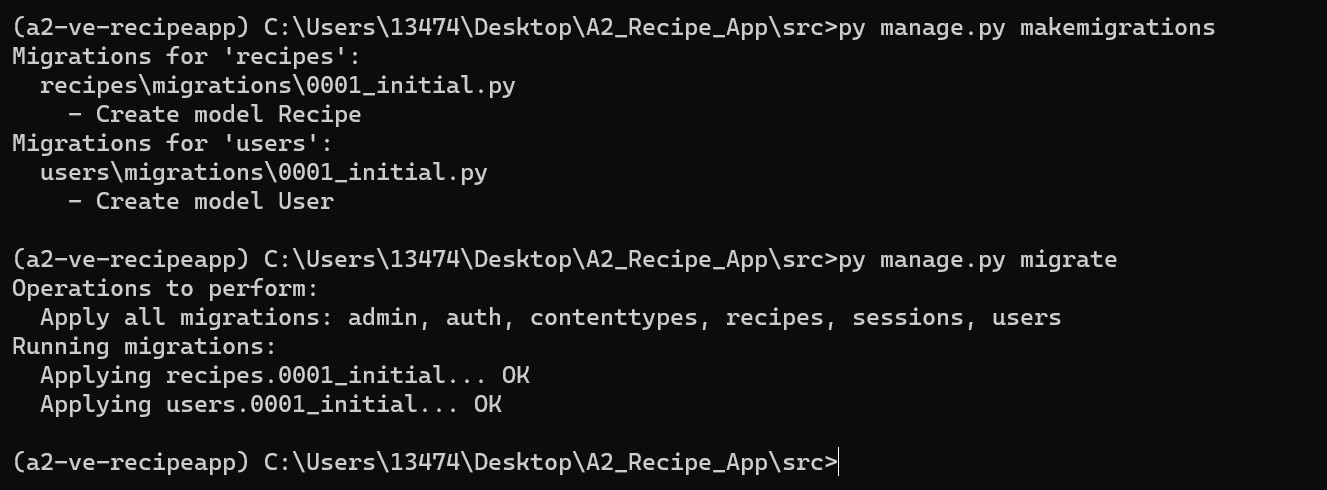 (a2-ve-recipeapp) C:\Users\13474\Desktop\A2_Recipe_App\src>py manage.py makemigrations
Migrations for 'recipes':
  recipes\migrations\0001_initial.py
    - Create model Recipe
Migrations for 'users':
  users\migrations\0001_initial.py
    - Create model User

(a2-ve-recipeapp) C:\Users\13474\Desktop\A2_Recipe_App\src>py manage.py migrate
Operations to perform:
  Apply all migrations: admin, auth, contenttypes, recipes, sessions, users
Running migrations:
  Applying recipes.0001_initial... OK
  Applying users.0001_initial... OK

(a2-ve-recipeapp) C:\Users\13474\Desktop\A2_Recipe_App\src>